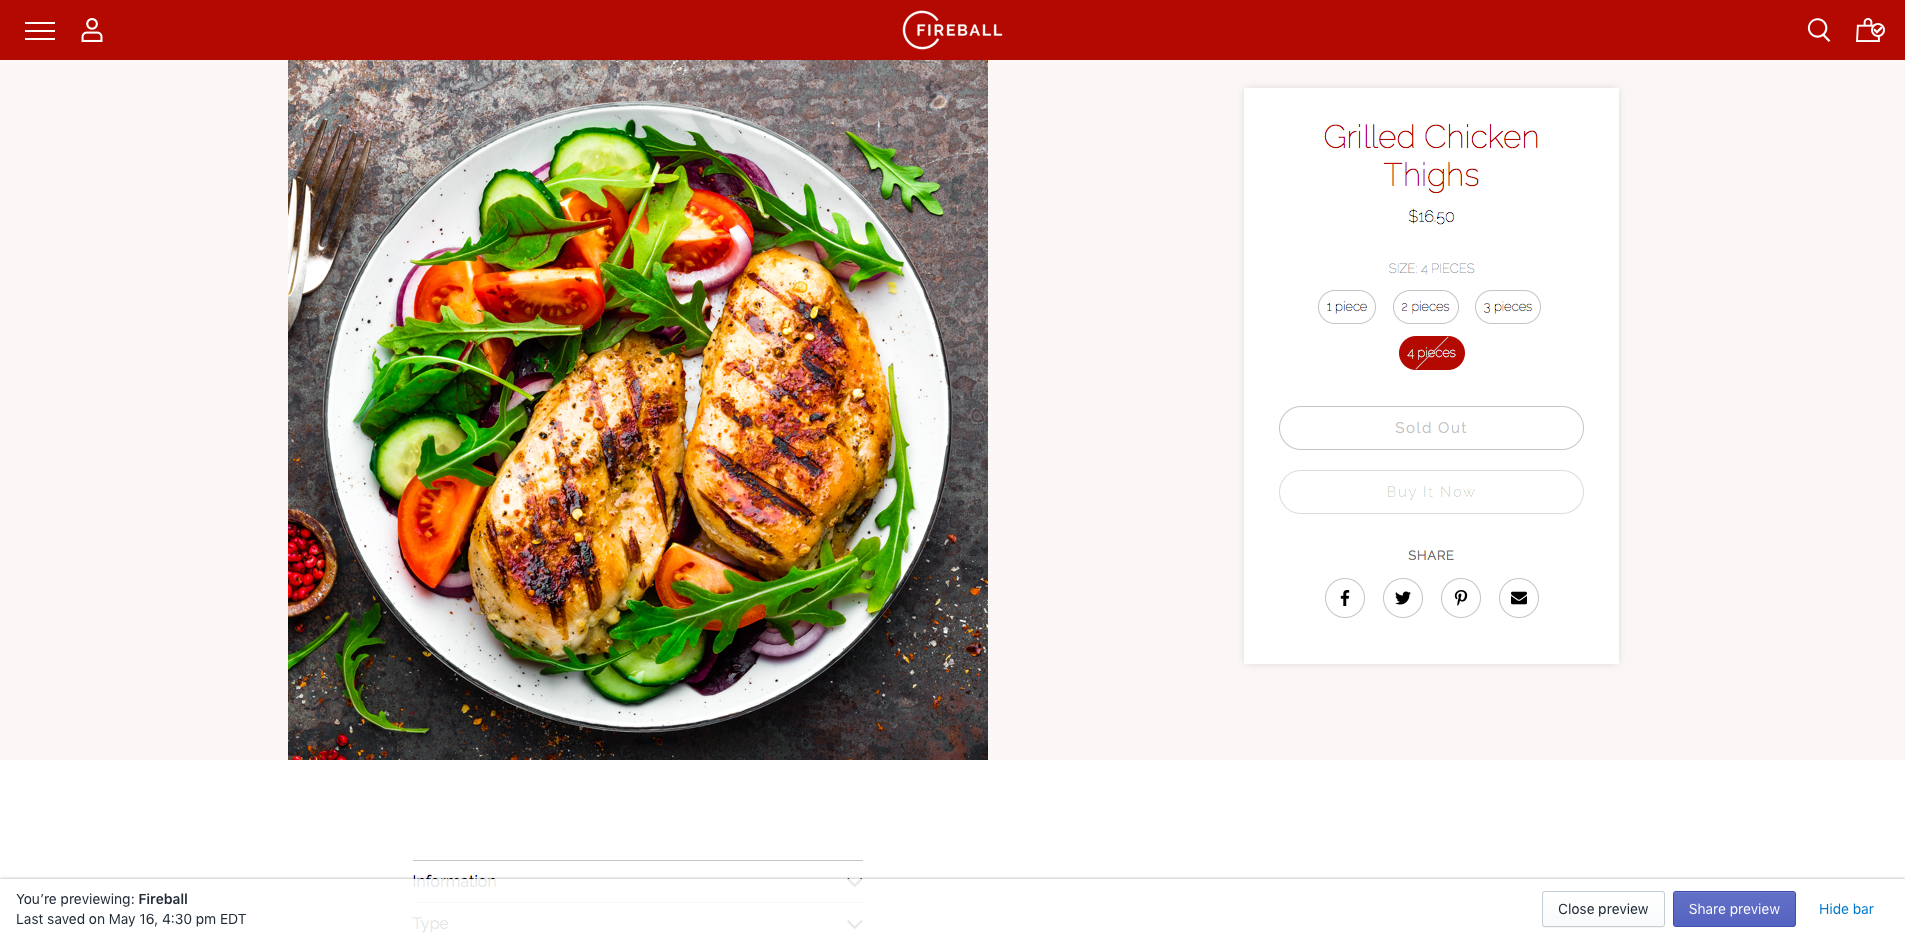 FIREBALL
Grilled Chicken
Thighs
$16.50
SIZE: 4 PIECES
1 piece
2 pieces
3 pieces
4 pieces
Sold Out
Buy It Now
SHARE
Information
Type
You're previewing: Fireball
Last saved on May 16, 4:30 pm EDT
Close preview
Share preview
Hide bar